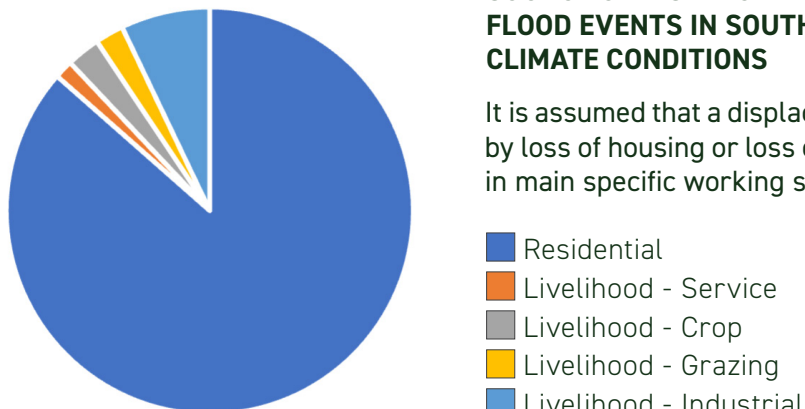 FLOOD EVENTS IN SOUTH
CLIMATE CONDITIONS
It is assumed that a
by loss of housing or loss
in main specific working
Residential
Livelihood - Service
Livelihood - Crop
Livelihood - Grazing
Livelihood - Industrial